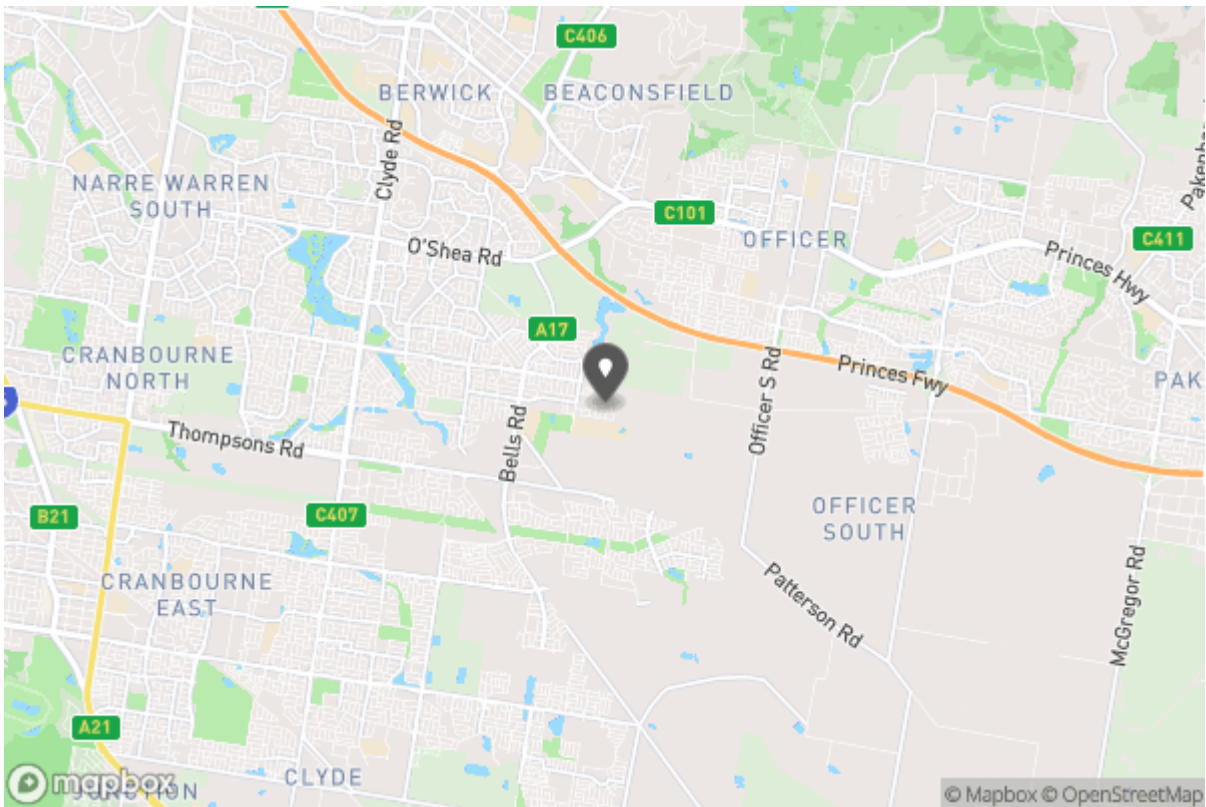 C406
BERWICK
BEACONSFIELD
Clyde Rd
NARRE WARREN
SOUTH
C101
OFFICER
C411
O'Shea Rd
Princes Hwy
A17
CRANBOURNE
NORTH
Princes Fwy
PAK
Officer S Rd
Thompsons Rd
Bells Rd
B21
C407
OFFICER
SOUTH
CRANBOURNE
EAST
Patterson Rd
McGregor Rd
A21
CLYDE
mapbox
JUNCTION
© Mapbox © OpenStreetMap